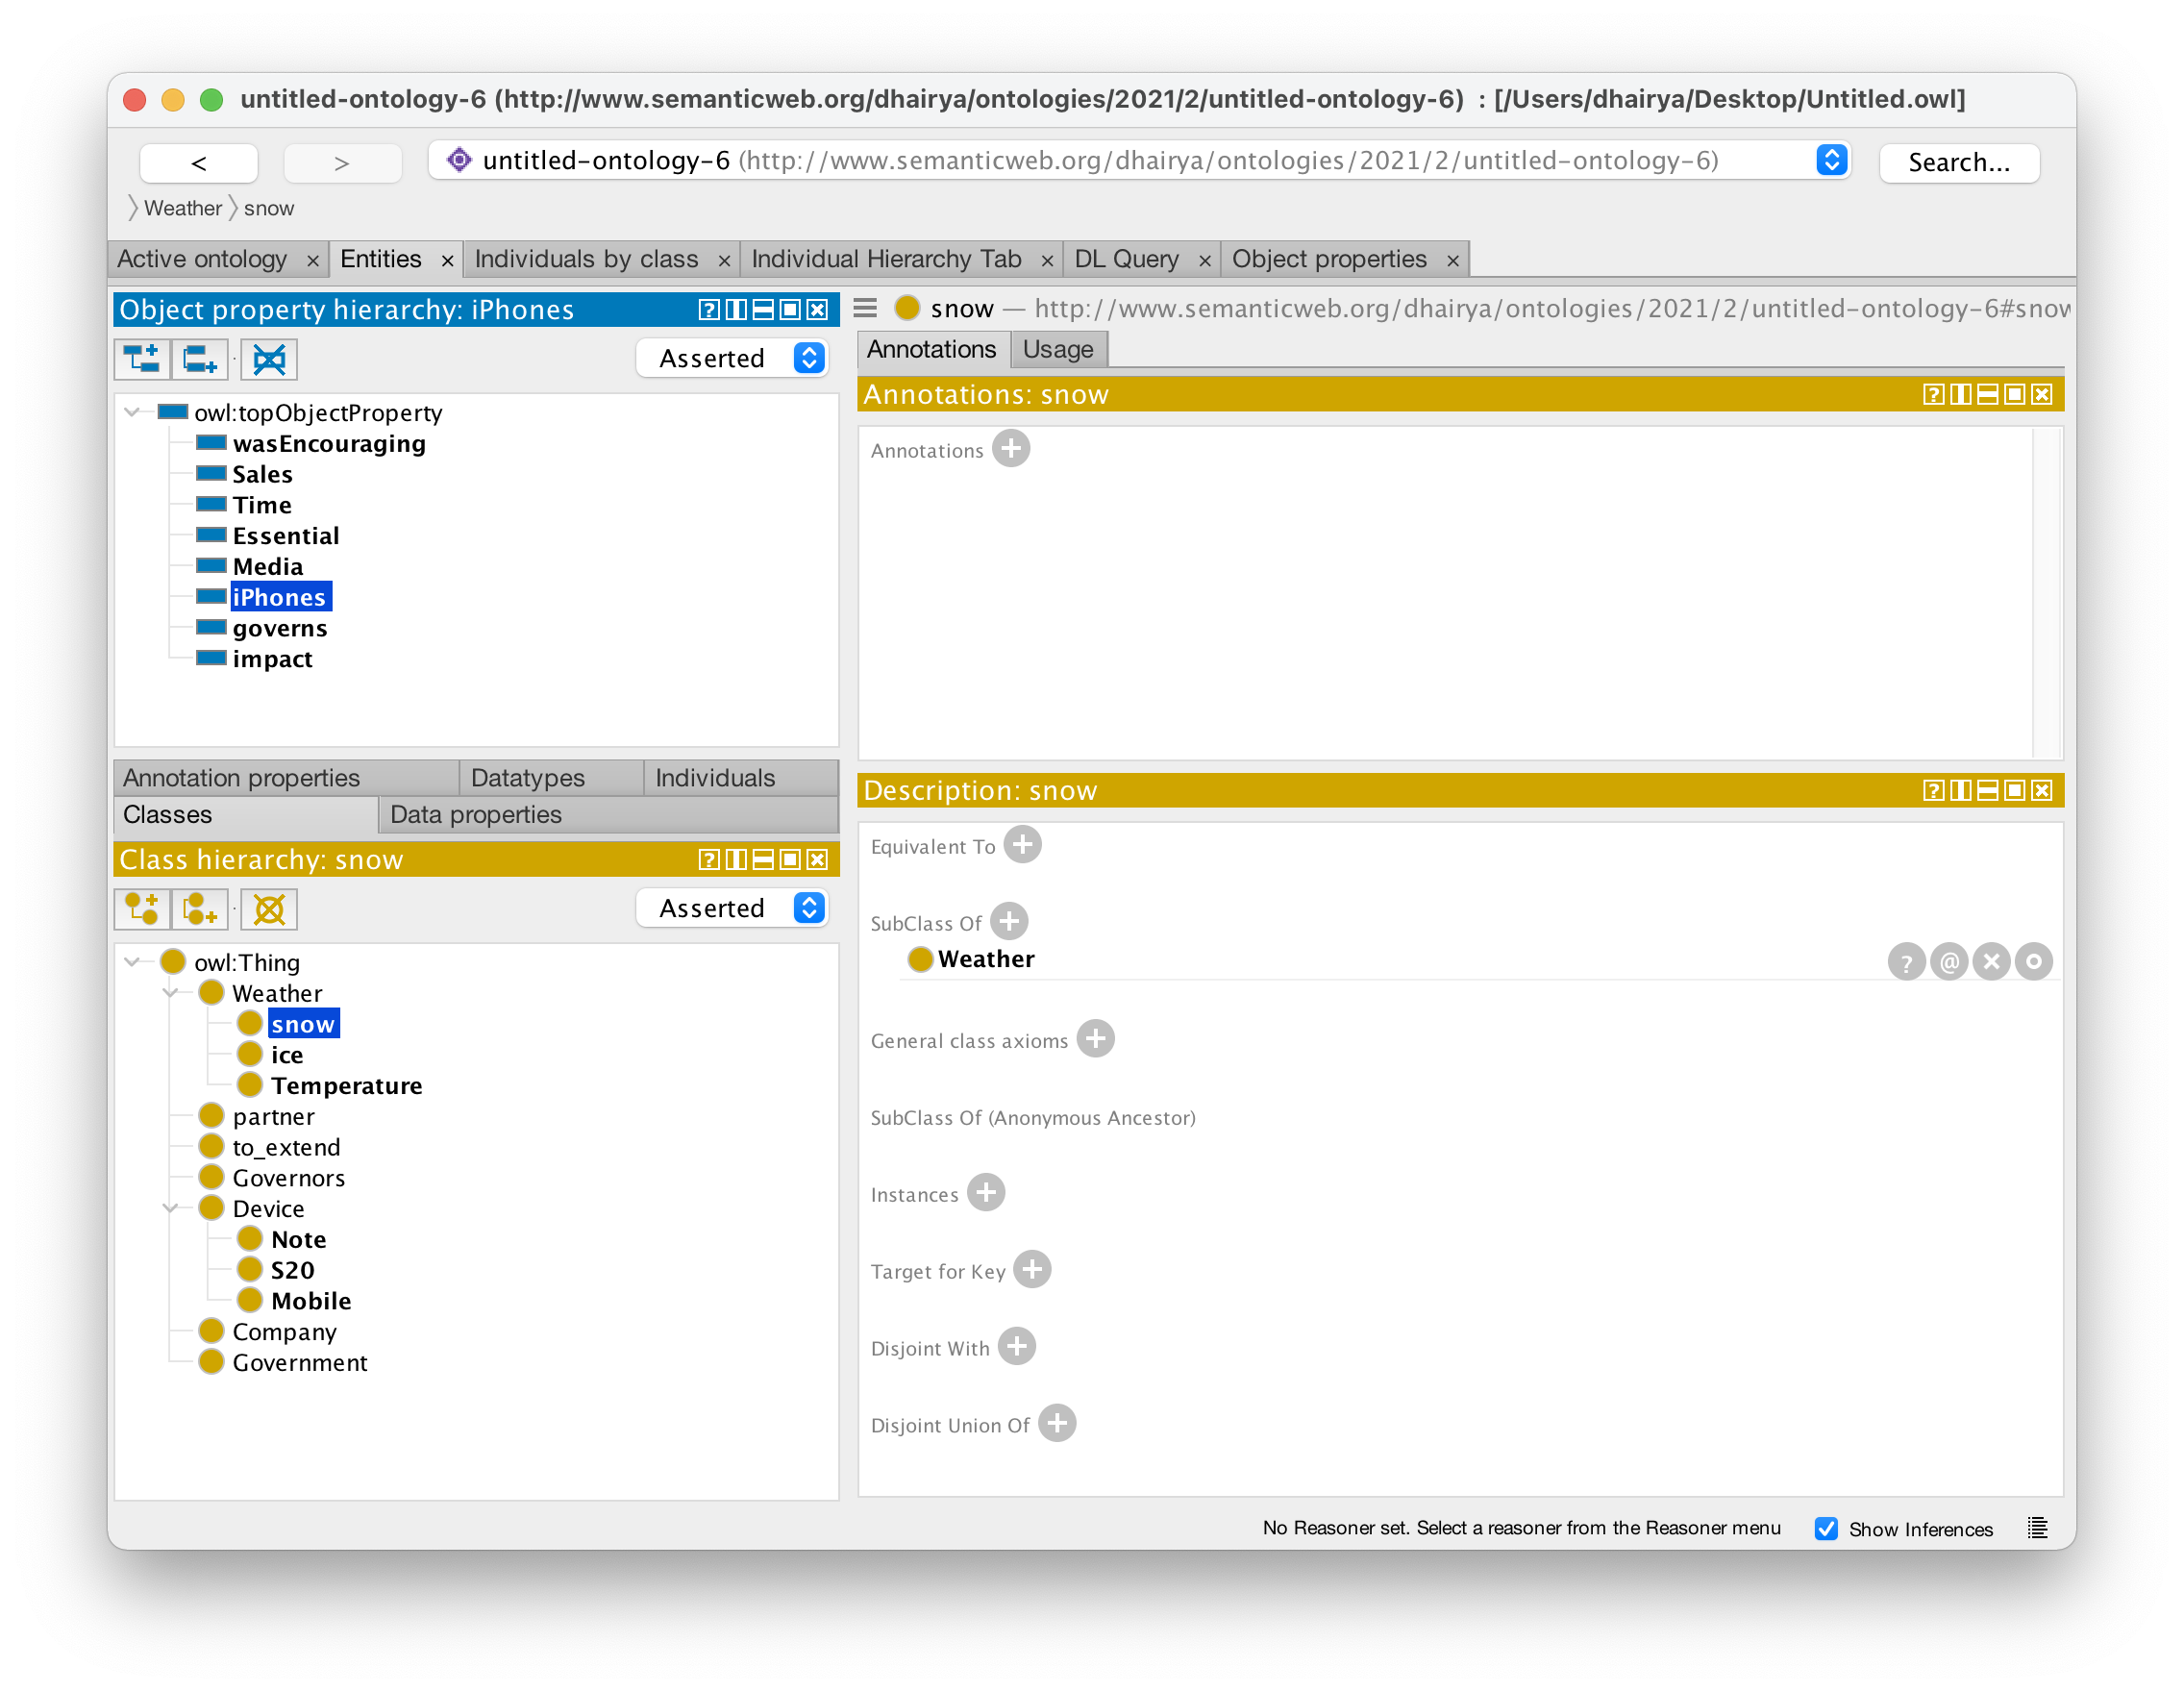 untitled-ontology-6 (http://www.semanticweb.org/dhairya/ontologies/2021/2/untitled-ontology-6)  : [/Users/dhairya/Desktop/Untitled.owl]
< > untitled-ontology-6 (http://www.semanticweb.org/dhairya/ontologies/2021/2/untitled-ontology-6) Search...
Weather snow
Active ontology × Entities × Individuals by class × Individual Hierarchy Tab × DL Query × Object properties ×
Object property hierarchy: iPhones
Asserted
owl:topObjectProperty
wasEncouraging
Sales
Time
Essential
Media
iPhones
governs
impact
Annotation properties Datatypes Individuals
Classes Data properties
Class hierarchy: snow
Asserted
owl:Thing
Weather
snow
ice
Temperature
partner
to_extend
Governors
Device
Note
S20
Mobile
Company
Government
snow — http://www.semanticweb.org/dhairya/ontologies/2021/2/untitled-ontology-6#snow
Annotations Usage
Annotations: snow
Annotations
Description: snow
Equivalent To
SubClass Of
Weather
General class axioms
SubClass Of (Anonymous Ancestor)
Instances
Target for Key
Disjoint With
Disjoint Union Of
No Reasoner set. Select a reasoner from the Reasoner menu Show Inferences